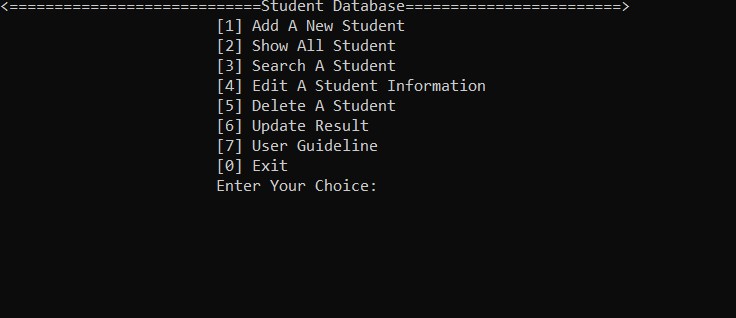 <============================Student Database========================>
[1] Add A New Student
[2] Show All Student
[3] Search A Student
[4] Edit A Student Information
[5] Delete A Student
[6] Update Result
[7] User Guideline
[0] Exit
Enter Your Choice: